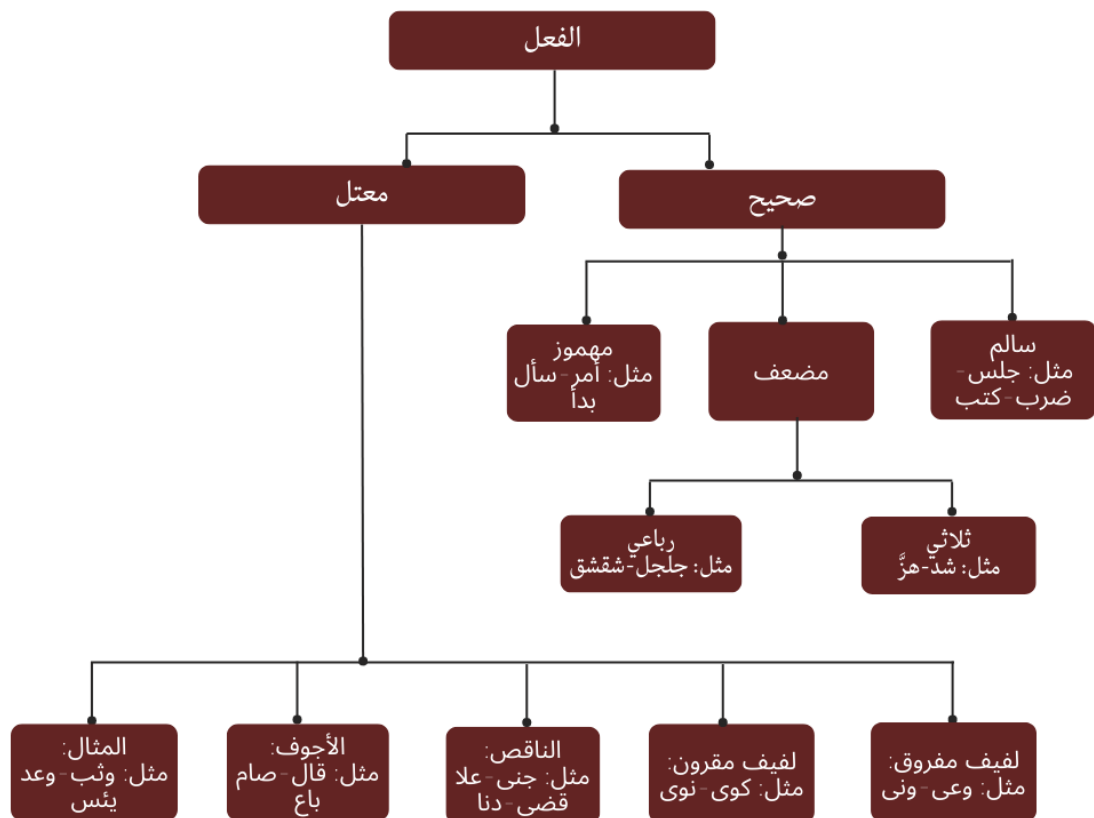 الفعل
صحيح
معتل
سالم
مثل: جلس-
ضرب-كتب
مضعف
مهموز
مثل: أمر-سأل
بدأ
ثلاثي
مثل: شد-هزَّ
رباعي
مثل: جلجل-شقشق
لفيف مفروق:
مثل: وعى-ونى
لفيف مقرون:
مثل: كوى-نوى
الناقص:
مثل: جنى-علا
قضى-دنا
الأجوف:
مثل: قال-صام
باع
المثال:
مثل: وثب-وعد
يئس